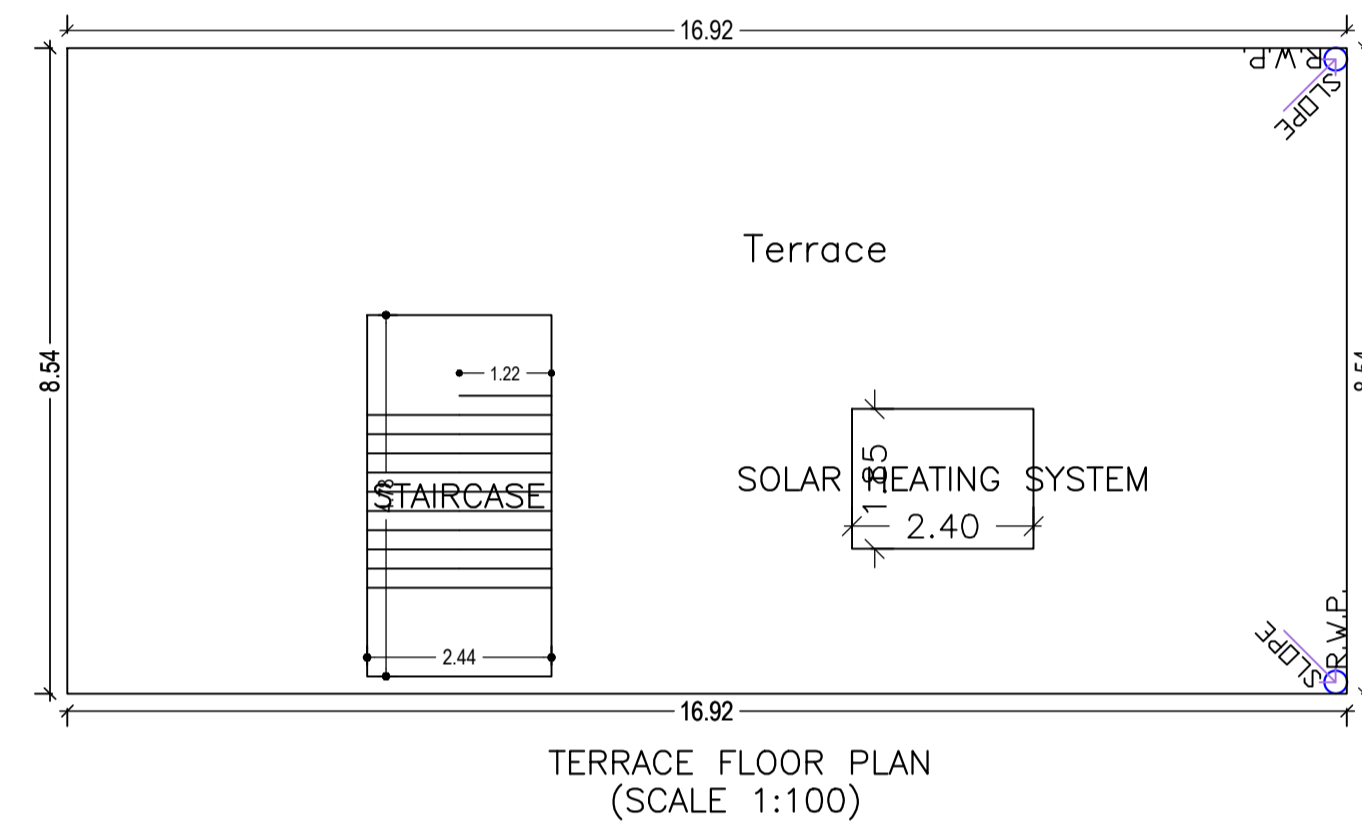 16.92
R.W.P.
SLOPE
8.54
Terrace
1.22
STAIRCASE
1.85
SOLAR HEATING SYSTEM
2.40
2.44
SLOPE
R.W.P.
16.92
TERRACE FLOOR PLAN
(SCALE 1:100)